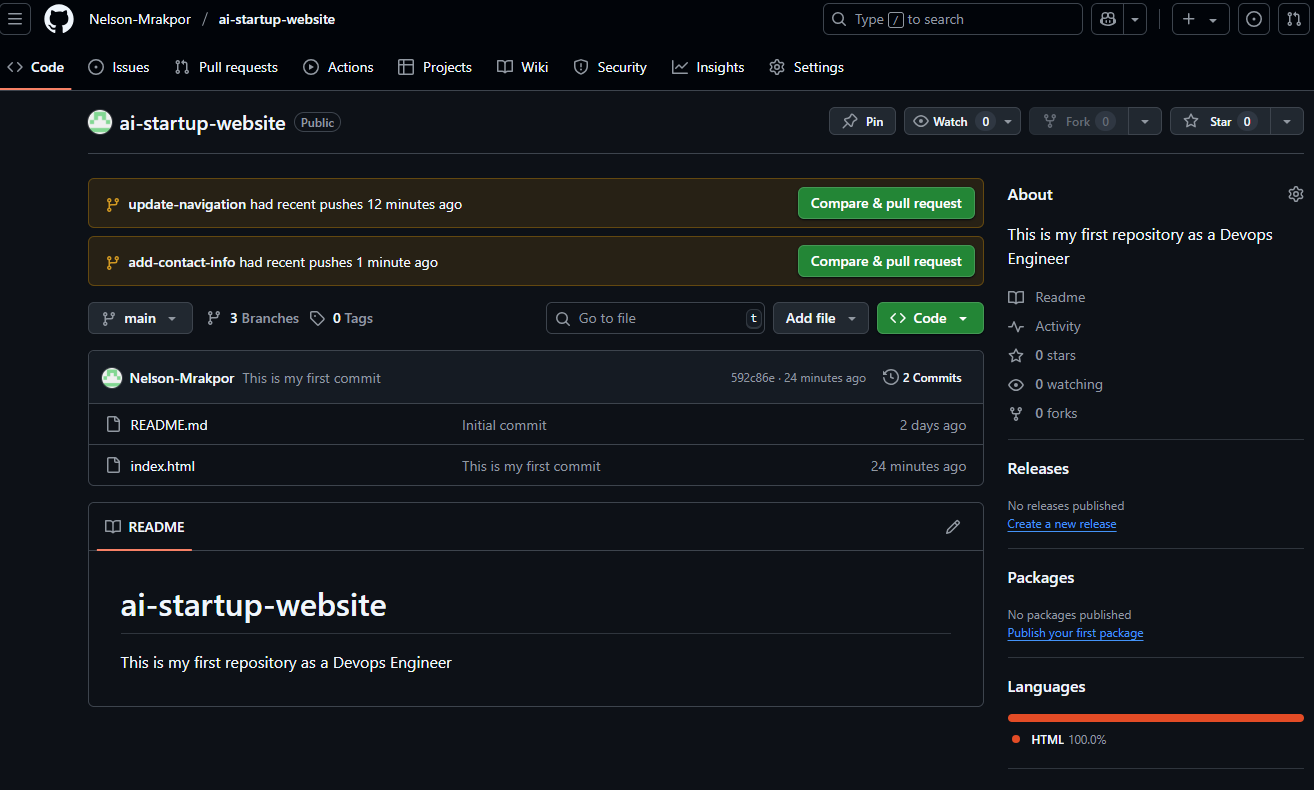 Nelson-Mrakpor / ai-startup-website
Type / to search
Code
Issues
Pull requests
Actions
Projects
Wiki
Security
Insights
Settings
ai-startup-website Public
Pin
Watch 0
Fork 0
Star 0
update-navigation had recent pushes 12 minutes ago
Compare & pull request
add-contact-info had recent pushes 1 minute ago
Compare & pull request
main
3 Branches
0 Tags
Go to file t
Add file
<> Code
Nelson-Mrakpor This is my first commit
592c86e · 24 minutes ago
2 Commits
README.md Initial commit 2 days ago
index.html This is my first commit 24 minutes ago
README
ai-startup-website
This is my first repository as a Devops Engineer
About
This is my first repository as a Devops
Engineer
Readme
Activity
0 stars
0 watching
0 forks
Releases
No releases published
Create a new release
Packages
No packages published
Publish your first package
Languages
HTML 100.0%